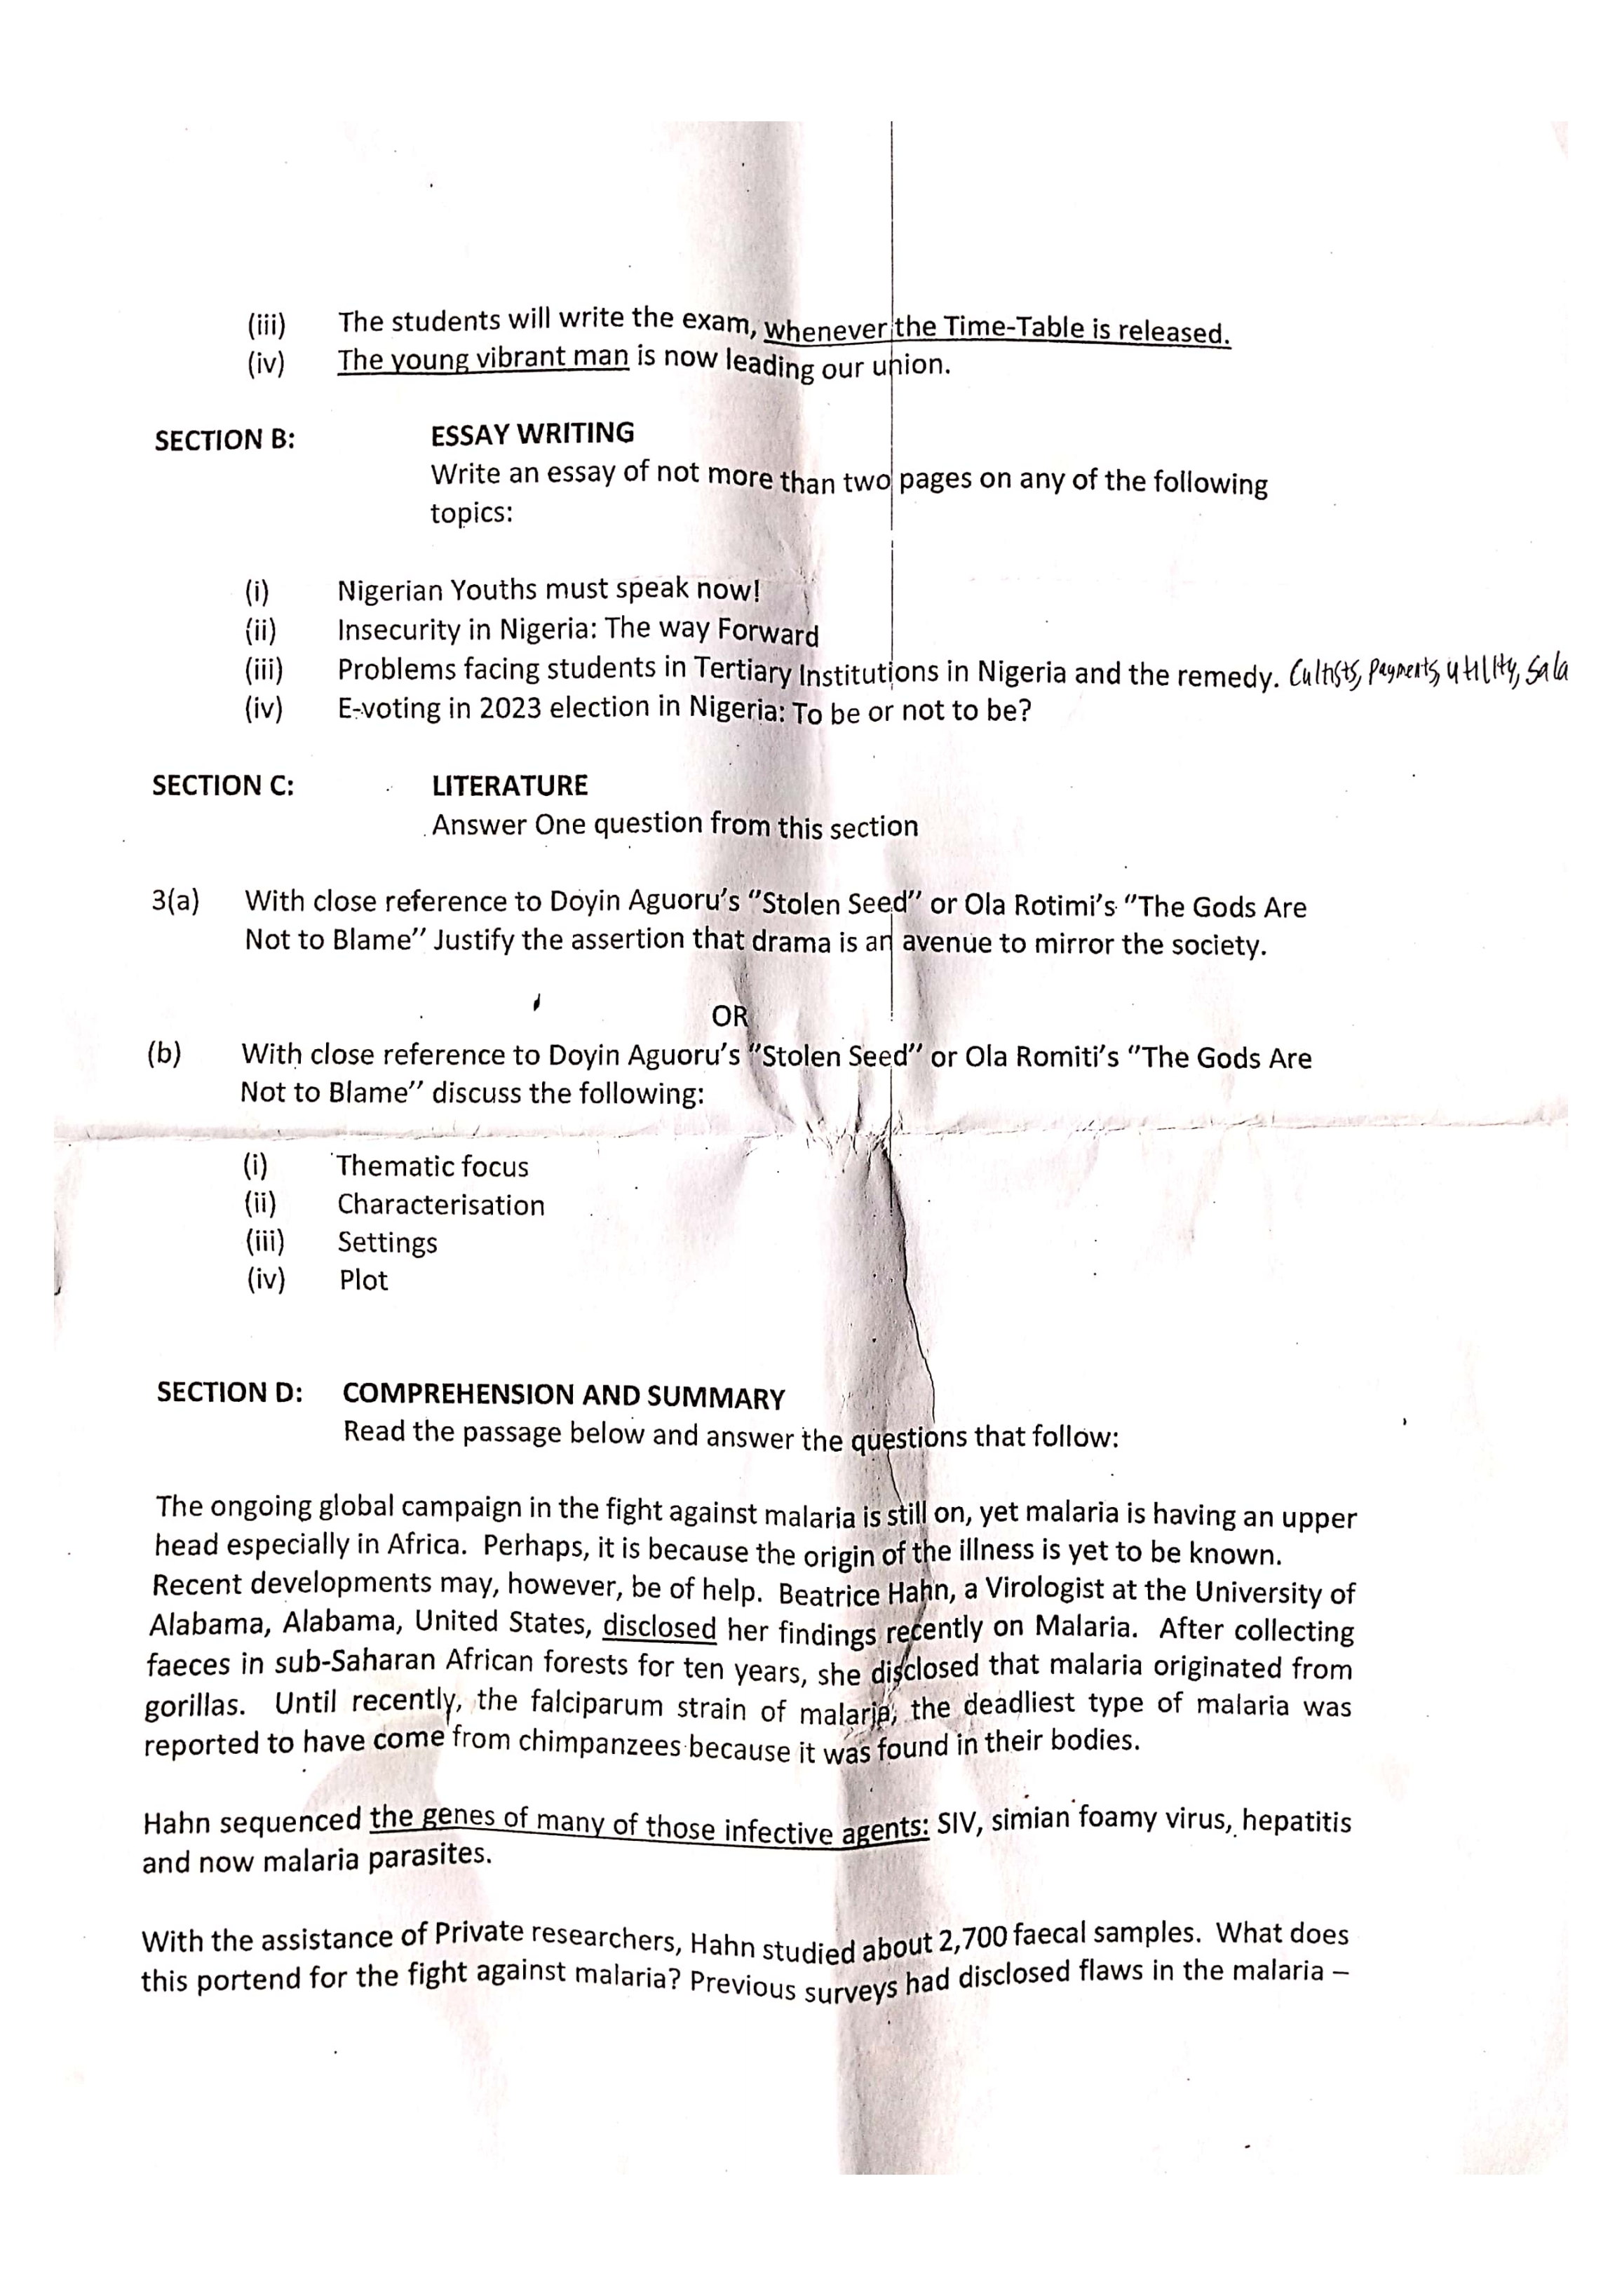 (iii) The students will write the exam, whenever the Time-Table is released.
(iv) The young vibrant man is now leading our union.
SECTION B: ESSAY WRITING
Write an essay of not more than two pages on any of the following
topics:
(i) Nigerian Youths must speak now!
(ii) Insecurity in Nigeria: The way Forward
(iii) Problems facing students in Tertiary Institutions in Nigeria and the remedy. Cultists, Payments, utility, Sala
(iv) E-voting in 2023 election in Nigeria: To be or not to be?
SECTION C: LITERATURE
Answer One question from this section
3(a) With close reference to Doyin Aguoru's "Stolen Seed" or Ola Rotimi's "The Gods Are
Not to Blame" Justify the assertion that drama is an avenue to mirror the society.
OR
(b) With close reference to Doyin Aguoru's "Stolen Seed" or Ola Romiti's "The Gods Are
Not to Blame" discuss the following:
(i) Thematic focus
(ii) Characterisation
(iii) Settings
(iv) Plot
SECTION D: COMPREHENSION AND SUMMARY
Read the passage below and answer the questions that follow:
The ongoing global campaign in the fight against malaria is still on, yet malaria is having an upper
head especially in Africa. Perhaps, it is because the origin of the illness is yet to be known.
Recent developments may, however, be of help. Beatrice Hahn, a Virologist at the University of
Alabama, Alabama, United States, disclosed her findings recently on Malaria. After collecting
faeces in sub-Saharan African forests for ten years, she disclosed that malaria originated from
gorillas. Until recently, the falciparum strain of malaria, the deadliest type of malaria was
reported to have come from chimpanzees because it was found in their bodies.
Hahn sequenced the genes of many of those infective agents: SIV, simian foamy virus, hepatitis
and now malaria parasites.
With the assistance of Private researchers, Hahn studied about 2,700 faecal samples. What does
this portend for the fight against malaria? Previous surveys had disclosed flaws in the malaria –